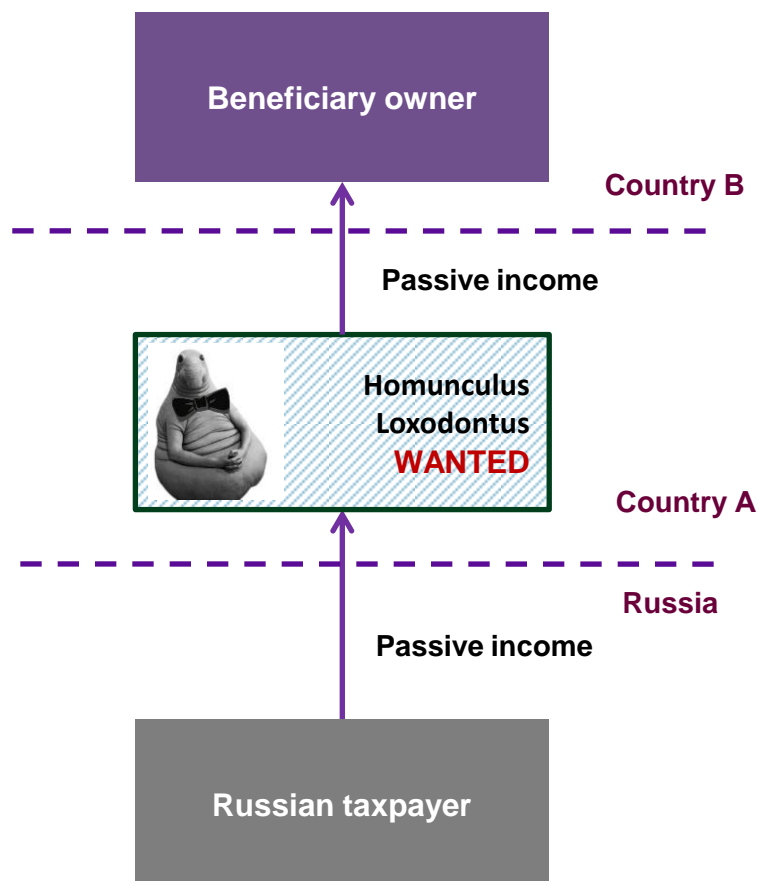 Beneficiary owner
Country B
Passive income
Homunculus
Loxodontus
WANTED
Country A
Russia
Passive income
Russian taxpayer